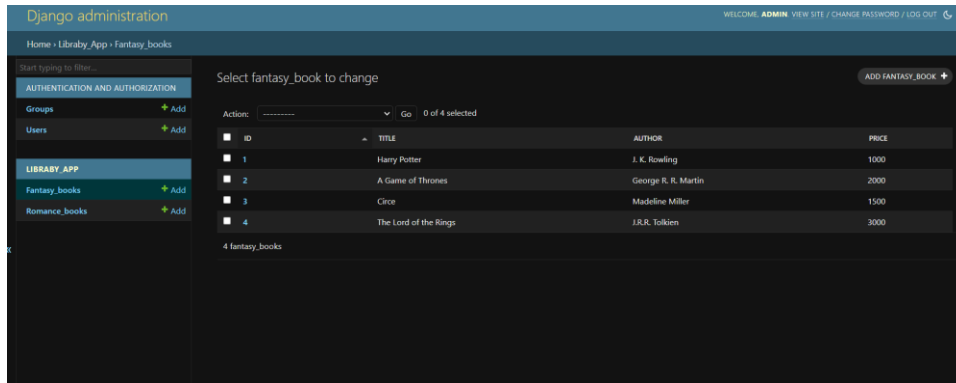 Django administration
WELCOME, ADMIN. VIEW SITE / CHANGE PASSWORD / LOG OUT
Home › Libraby_App › Fantasy_books
Start typing to filter...
AUTHENTICATION AND AUTHORIZATION
Groups + Add
Users + Add
LIBRABY_APP
Fantasy_books + Add
Romance_books + Add
«
Select fantasy_book to change
ADD FANTASY_BOOK +
Action: --------- Go 0 of 4 selected
ID TITLE AUTHOR PRICE
1 Harry Potter J. K. Rowling 1000
2 A Game of Thrones George R. R. Martin 2000
3 Circe Madeline Miller 1500
4 The Lord of the Rings J.R.R. Tolkien 3000
4 fantasy_books